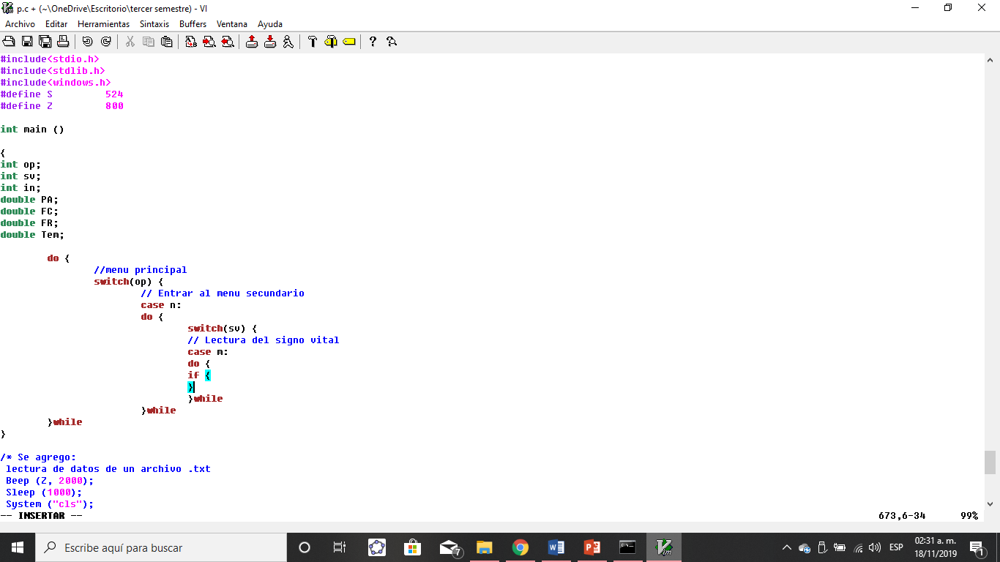 p.c + (~\OneDrive\Escritorio\tercer semestre) - VI
Archivo Editar Herramientas Sintaxis Buffers Ventana Ayuda
#include<stdio.h>
#include<stdlib.h>
#include<windows.h>
#define S 524
#define Z 800
int main ()
{
int op;
int sv;
int in;
double PA;
double FC;
double FR;
double Tem;
do {
//menu principal
switch(op) {
// Entrar al menu secundario
case n:
do {
switch(sv) {
// Lectura del signo vital
case m:
do {
if {
}
}while
}while
}while
}
/* Se agrego:
lectura de datos de un archivo .txt
Beep (Z, 2000);
Sleep (1000);
System ("cls");
-- INSERTAR -- 673,6-34 99%
Escribe aquí para buscar
7
ESP
02:31 a. m.
18/11/2019
1